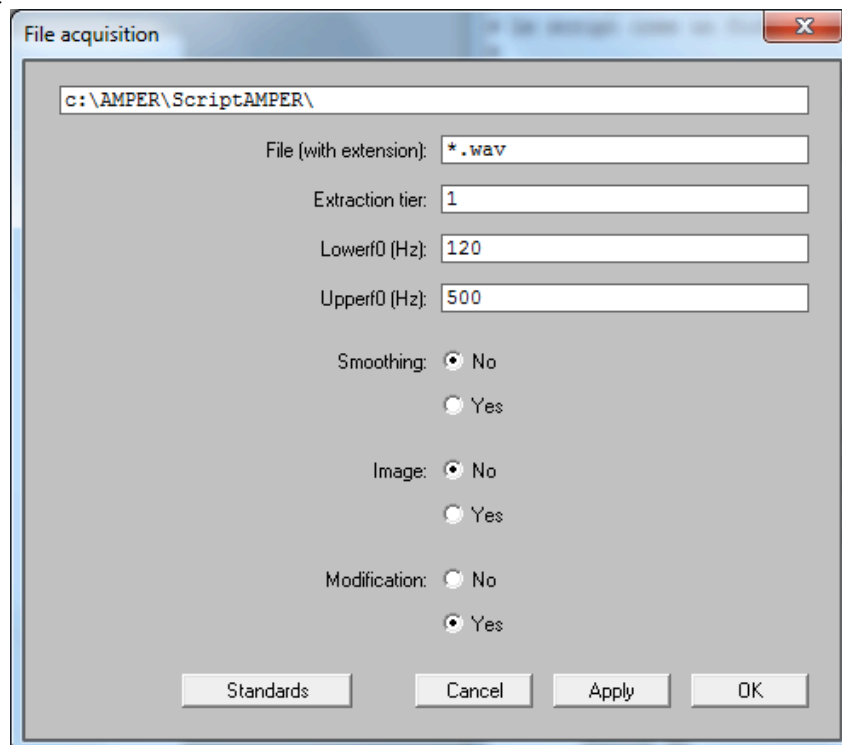 File acquisition
c:\AMPER\ScriptAMPER\
File (with extension): *.wav
Extraction tier: 1
Lowerf0 (Hz): 120
Upperf0 (Hz): 500
Smoothing: No
Yes
Image: No
Yes
Modification: No
Yes
Standards Cancel Apply OK